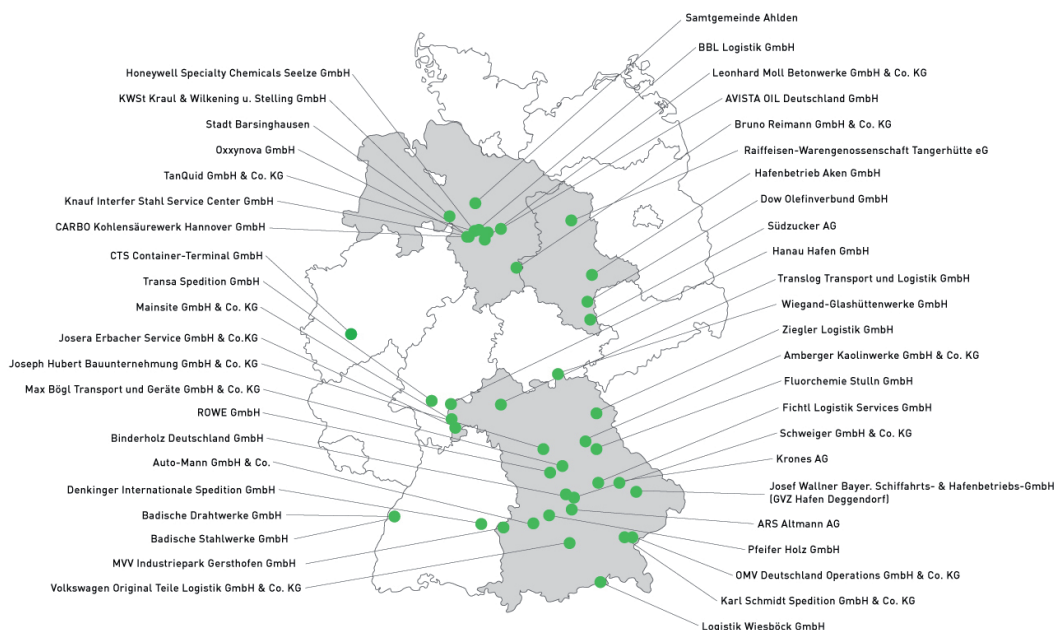 Samtgemeinde Ahlden
BBL Logistik GmbH
Leonhard Moll Betonwerke GmbH & Co. KG
AVISTA OIL Deutschland GmbH
Bruno Reimann GmbH & Co. KG
Raiffeisen-Warengenossenschaft Tangerhütte eG
Hafenbetrieb Aken GmbH
Dow Olefinverbund GmbH
Südzucker AG
Hanau Hafen GmbH
Translog Transport und Logistik GmbH
Wiegand-Glashüttenwerke GmbH
Ziegler Logistik GmbH
Amberger Kaolinwerke GmbH & Co. KG
Fluorchemie Stulln GmbH
Fichtl Logistik Services GmbH
Schweiger GmbH & Co. KG
Krones AG
Josef Wallner Bayer. Schiffahrts- & Hafenbetriebs-GmbH
(GVZ Hafen Deggendorf)
ARS Altmann AG
Pfeifer Holz GmbH
OMV Deutschland Operations GmbH & Co. KG
Karl Schmidt Spedition GmbH & Co. KG
Logistik Wiesböck GmbH
Honeywell Specialty Chemicals Seelze GmbH
KWSt Kraul & Wilkening u. Stelling GmbH
Stadt Barsinghausen
Oxxynova GmbH
TanQuid GmbH & Co. KG
Knauf Interfer Stahl Service Center GmbH
CARBO Kohlensäurewerk Hannover GmbH
CTS Container-Terminal GmbH
Transa Spedition GmbH
Mainsite GmbH & Co. KG
Josera Erbacher Service GmbH & Co.KG
Joseph Hubert Bauunternehmung GmbH & Co. KG
Max Bögl Transport und Geräte GmbH & Co. KG
ROWE GmbH
Binderholz Deutschland GmbH
Auto-Mann GmbH & Co.
Denkinger Internationale Spedition GmbH
Badische Drahtwerke GmbH
Badische Stahlwerke GmbH
MVV Industriepark Gersthofen GmbH
Volkswagen Original Teile Logistik GmbH & Co. KG